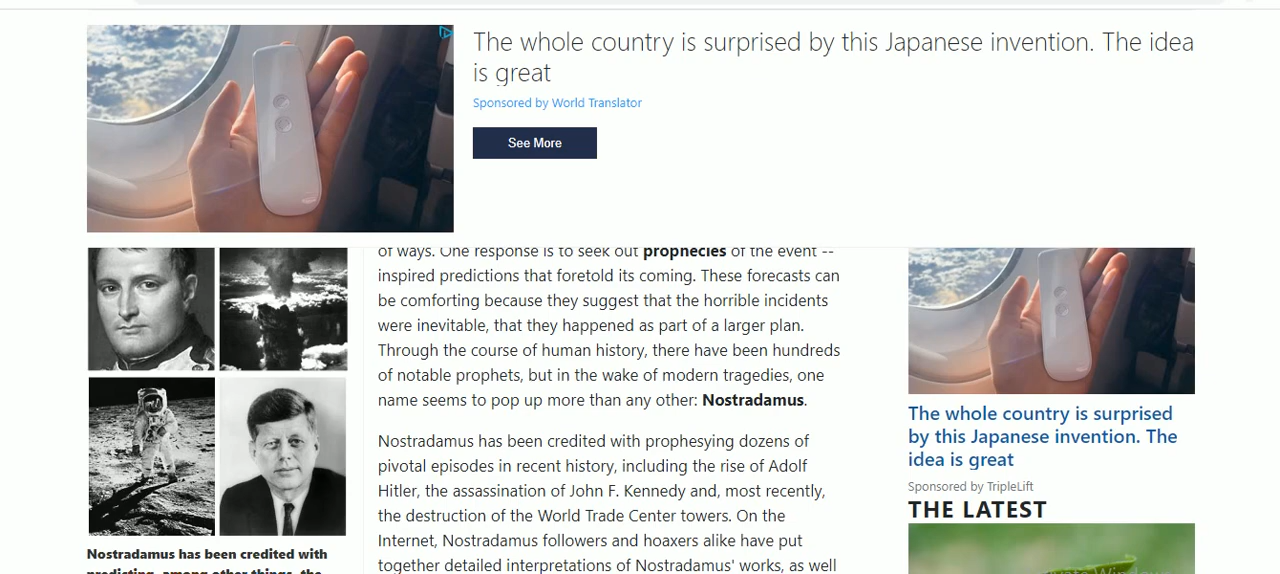 The whole country is surprised by this Japanese invention. The idea
is great
Sponsored by World Translator
See More
of ways. One response is to seek out prophecies of the event --
inspired predictions that foretold its coming. These forecasts can
be comforting because they suggest that the horrible incidents
were inevitable, that they happened as part of a larger plan.
Through the course of human history, there have been hundreds
of notable prophets, but in the wake of modern tragedies, one
name seems to pop up more than any other: Nostradamus.
Nostradamus has been credited with prophesying dozens of
pivotal episodes in recent history, including the rise of Adolf
Hitler, the assassination of John F. Kennedy and, most recently,
the destruction of the World Trade Center towers. On the
Internet, Nostradamus followers and hoaxers alike have put
together detailed interpretations of Nostradamus' works, as well
Nostradamus has been credited with
predicting, among other things, the
The whole country is surprised
by this Japanese invention. The
idea is great
Sponsored by TripleLift
THE LATEST